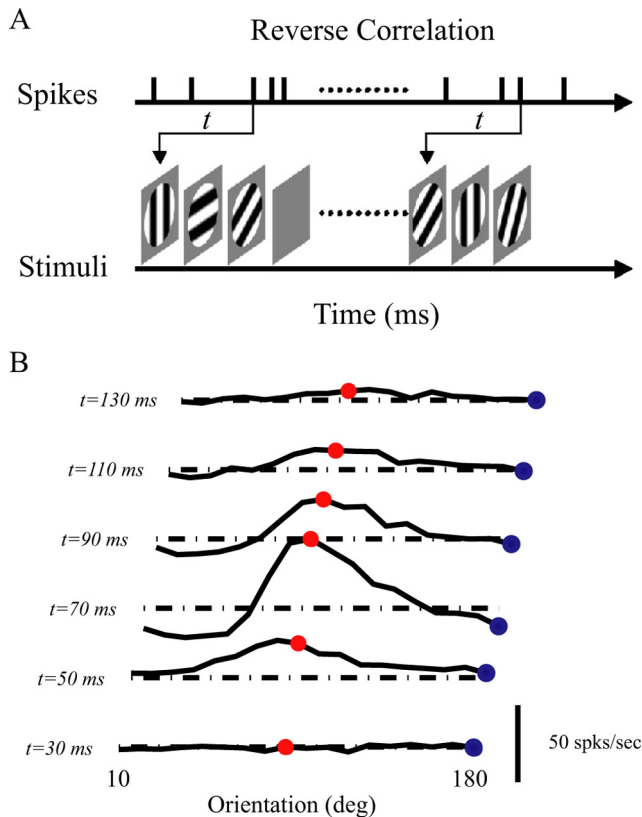 A
Reverse Correlation
Spikes
t
t
Stimuli
Time (ms)
B
t=130 ms
t=110 ms
t=90 ms
t=70 ms
t=50 ms
t=30 ms
50 spks/sec
10
180
Orientation (deg)